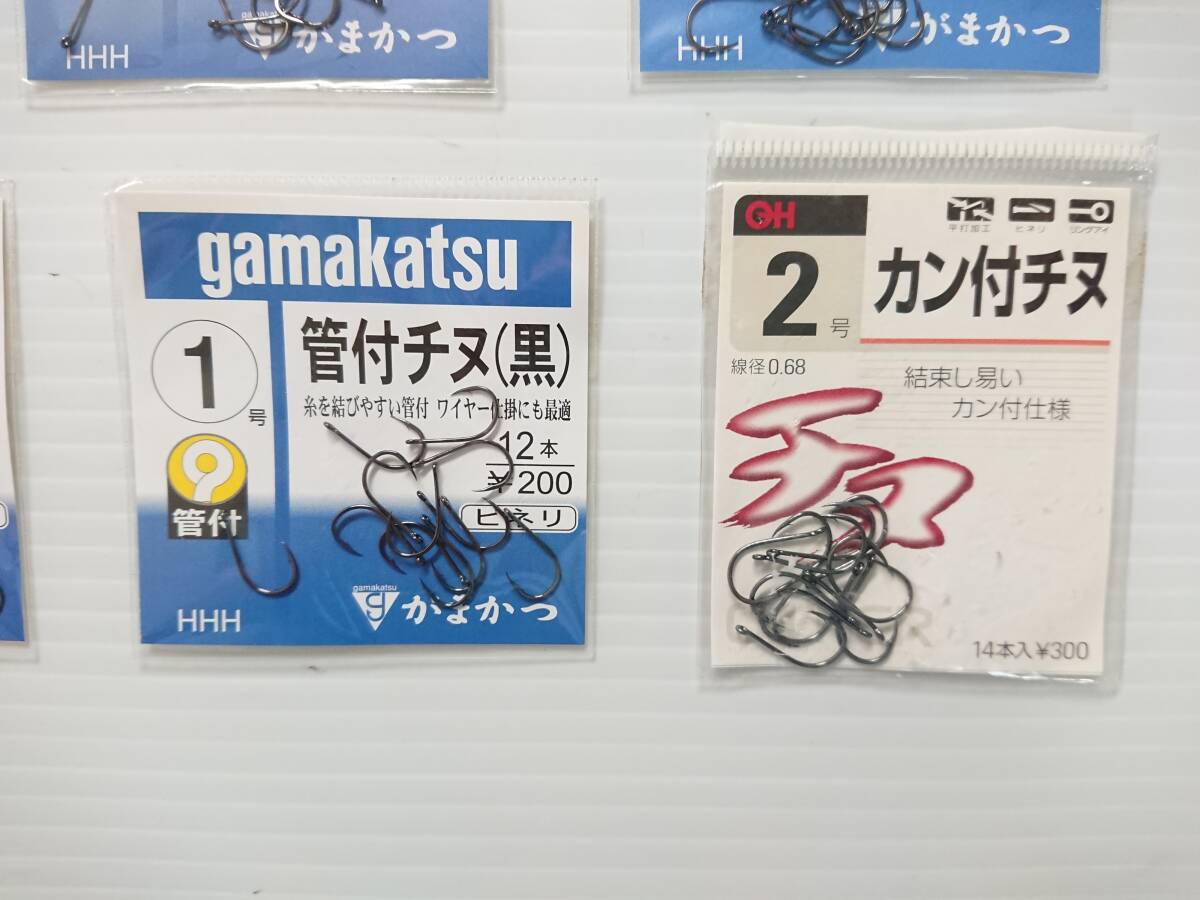 HHH
がまかつ
HHH
がまかつ
gamakatsu
1号
管付チヌ(黒)
糸を結びやすい管付 ワイヤー仕掛にも最適
12本
¥200
ヒネリ
管付
HHH
gamakatsu
がまかつ
OH
平打加工
ヒネリ
リングアイ
2号
カン付チヌ
線径0.68
結束し易い
カン付仕様
チヌ
14本入¥300